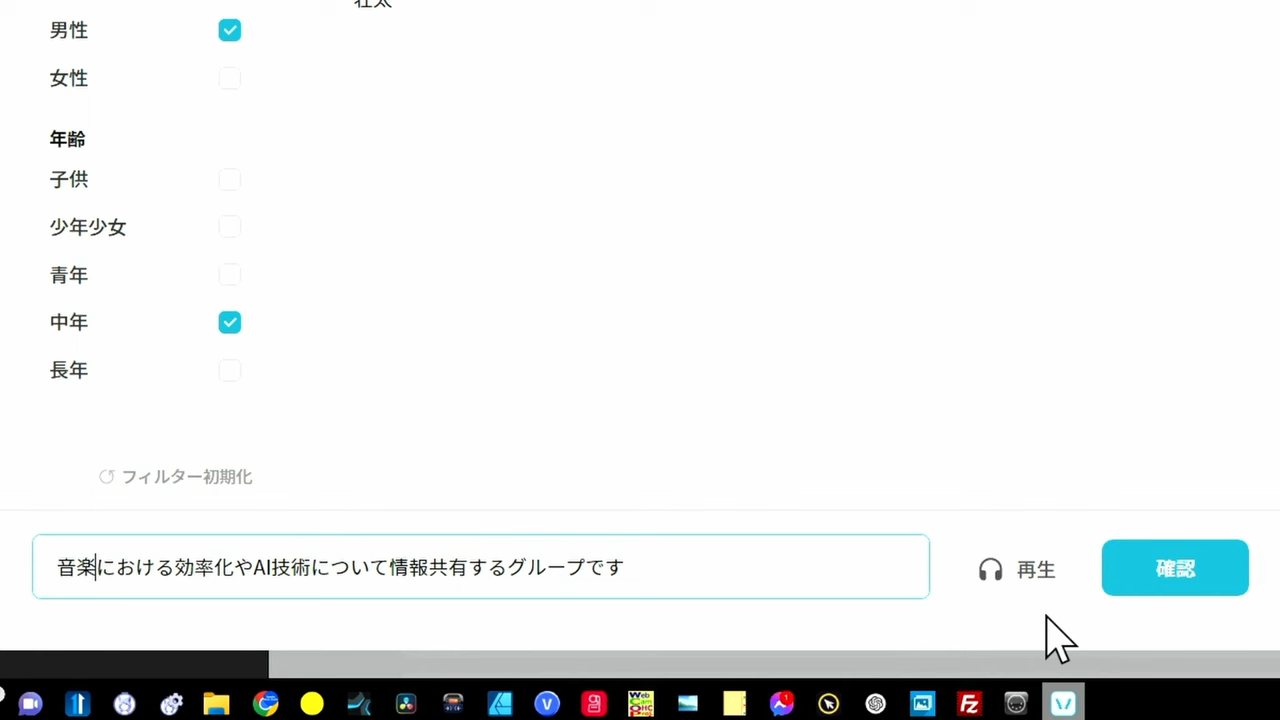 壮太
男性
女性
年齢
子供
少年少女
青年
中年
長年
フィルター初期化
音楽における効率化やAI技術について情報共有するグループです
再生
確認